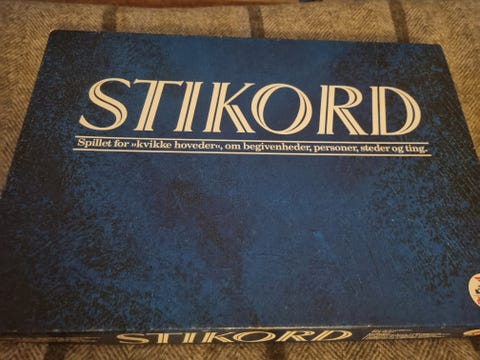 STIKORD
Spillet for »kvikke hoveder«, om begivenheder, personer, steder og ting.
STIKORD